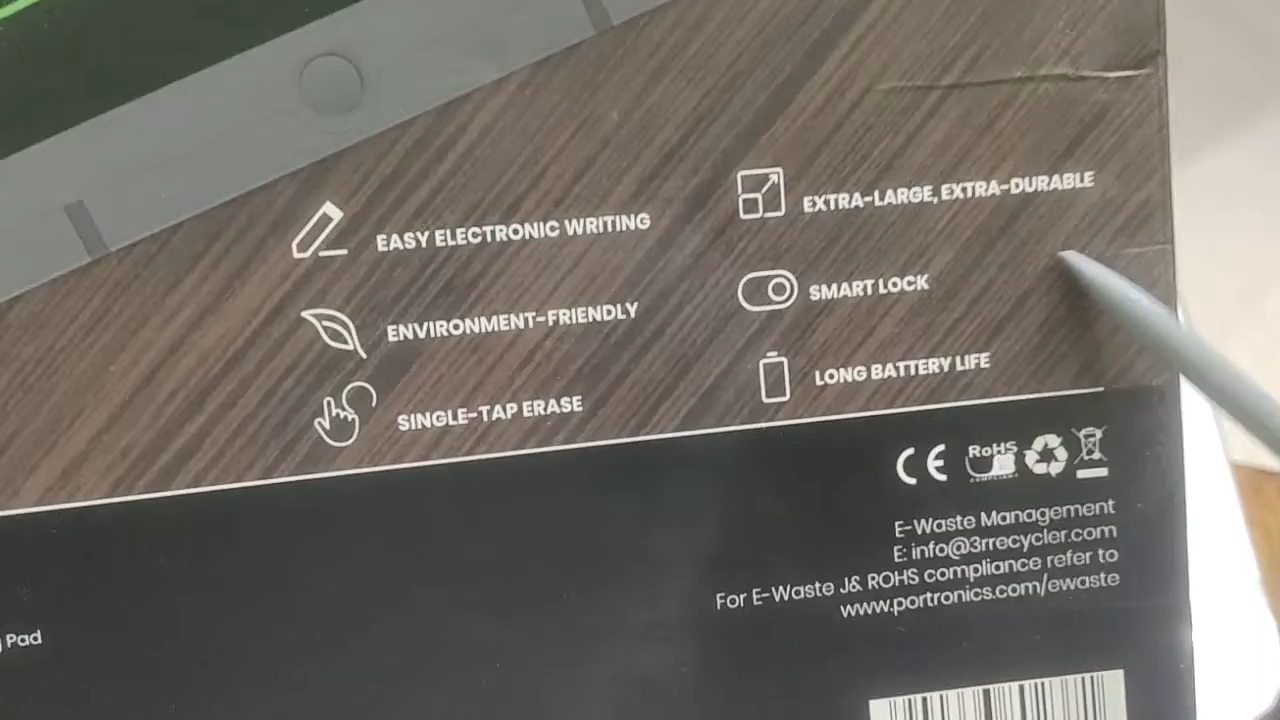 EASY ELECTRONIC WRITING
ENVIRONMENT-FRIENDLY
SINGLE-TAP ERASE
EXTRA-LARGE, EXTRA-DURABLE
SMART LOCK
LONG BATTERY LIFE
CE
RoHS
COMPLIANT
E-Waste Management
E: info@3rrecycler.com
For E-Waste J& ROHS compliance refer to
www.portronics.com/ewaste
Pad